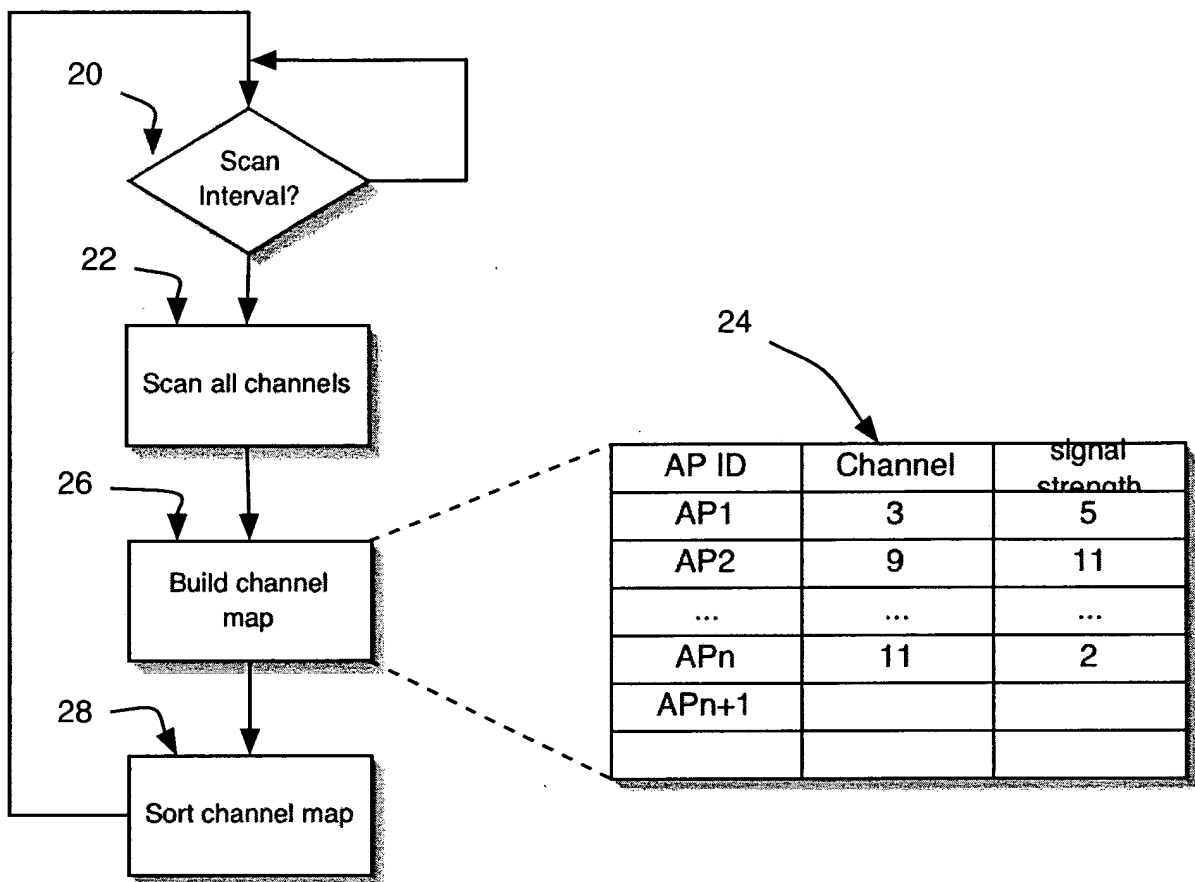 20
Scan
Interval?
22
Scan all channels
24
26
Build channel
map
AP ID Channel signal
strength
AP1 3 5
AP2 9 11
... ... ...
APn 11 2
APn+1
28
Sort channel map